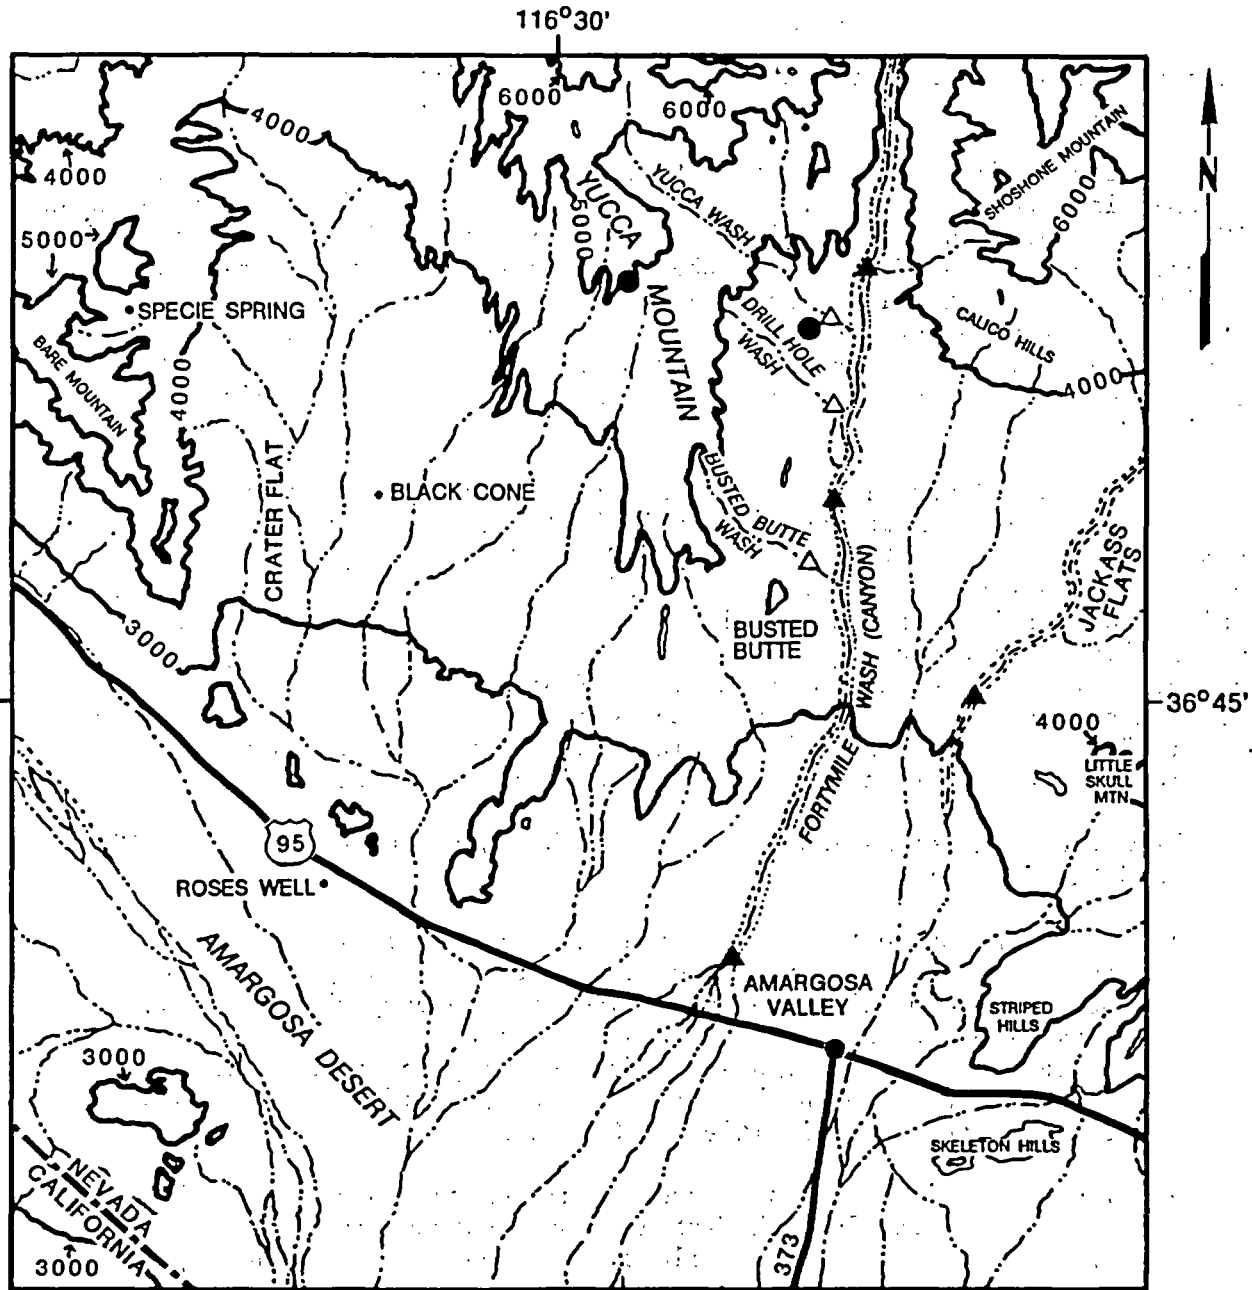 116°30'
N
6000
6000
4000
4000
5000
SPECIE SPRING
BARE MOUNTAIN
4000
YUCCA
MOUNTAIN
5000
YUCCA WASH
SHOSHONE MOUNTAIN
6000
DRILL HOLE
WASH
CALICO HILLS
4000
CRATER FLAT
BLACK CONE
BUSTED BUTTE
WASH
JACKASS
FLATS
BUSTED
BUTTE
FORTYMILE WASH (CANYON)
3000
36°45'
4000
LITTLE
SKULL
MTN
95
ROSES WELL
AMARGOSA DESERT
AMARGOSA
VALLEY
STRIPED
HILLS
3000
SKELETON HILLS
NEVADA
CALIFORNIA
3000
373